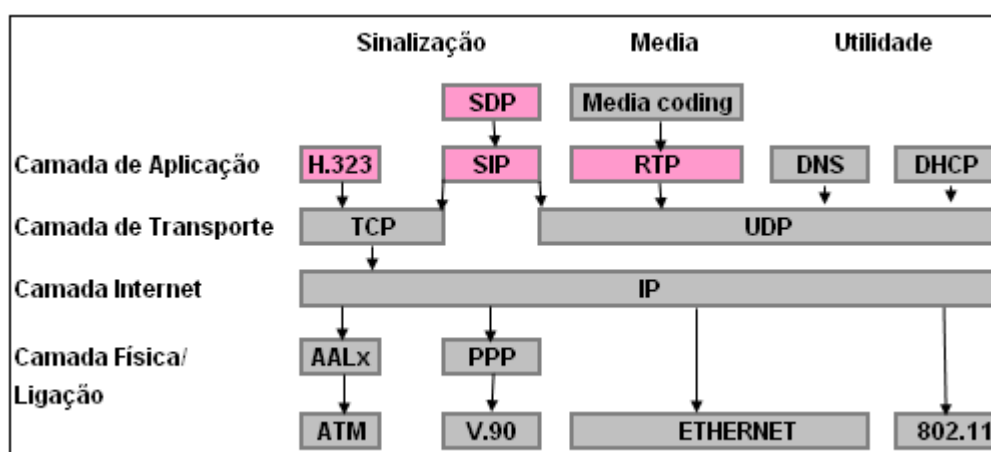 Sinalização Media Utilidade
SDP Media coding
Camada de Aplicação H.323 SIP RTP DNS DHCP
Camada de Transporte TCP UDP
Camada Internet IP
Camada Física/ AALx PPP
Ligação
ATM V.90 ETHERNET 802.11